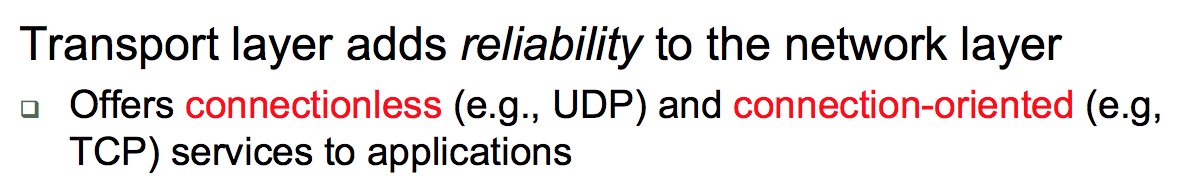 Transport layer adds reliability to the network layer
Offers connectionless (e.g., UDP) and connection-oriented (e.g,
TCP) services to applications